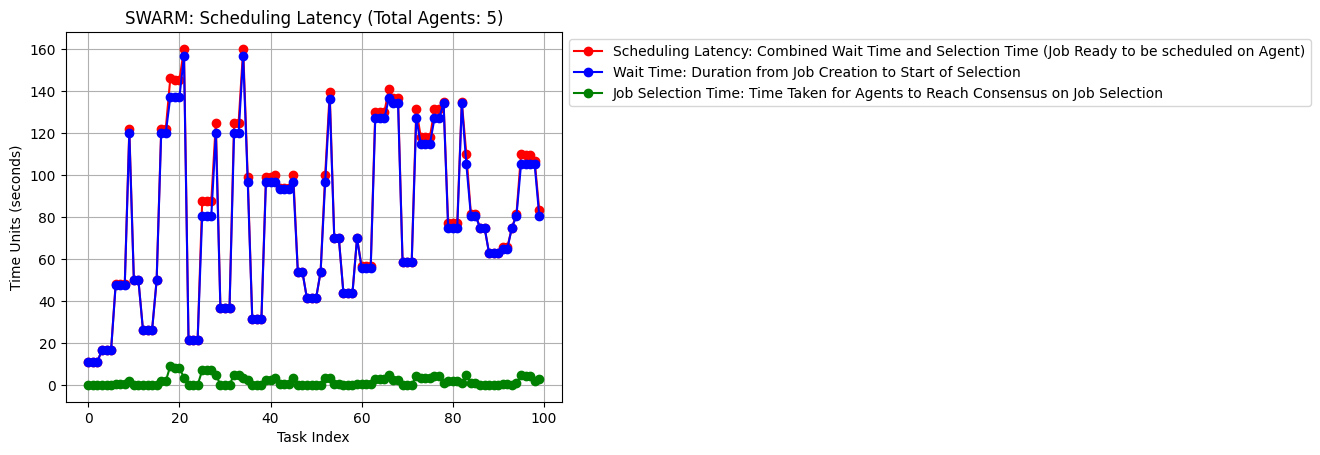 SWARM: Scheduling Latency (Total Agents: 5)
Scheduling Latency: Combined Wait Time and Selection Time (Job Ready to be scheduled on Agent)
Wait Time: Duration from Job Creation to Start of Selection
Job Selection Time: Time Taken for Agents to Reach Consensus on Job Selection
Time Units (seconds)
160
140
120
100
80
60
40
20
0
0 20 40 60 80 100
Task Index